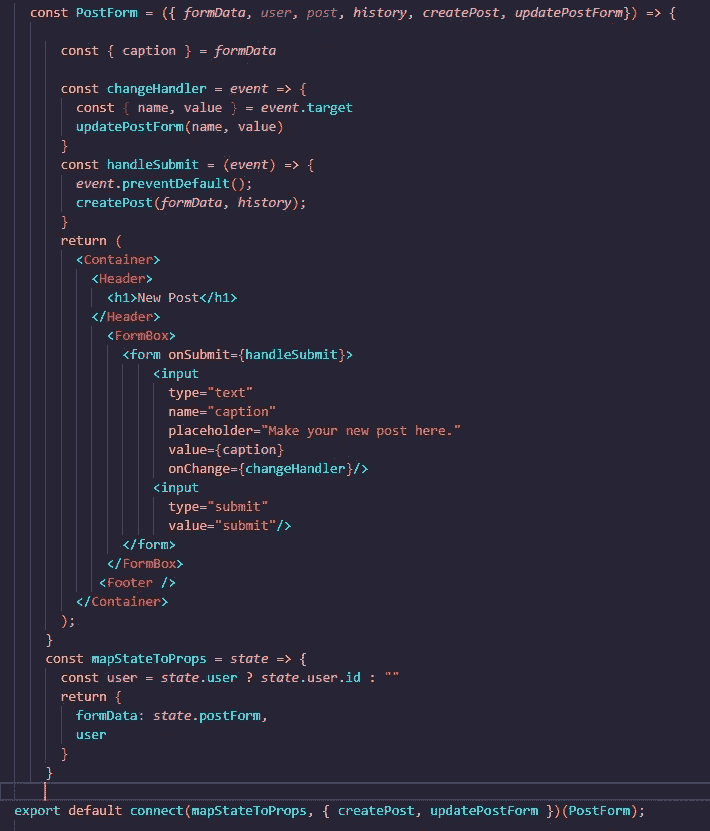 const PostForm = ({ formData, user, post, history, createPost, updatePostForm}) => {
const { caption } = formData
const changeHandler = event => {
const { name, value } = event.target
updatePostForm(name, value)
}
const handleSubmit = (event) => {
event.preventDefault();
createPost(formData, history);
}
return (
<Container>
<Header>
<h1>New Post</h1>
</Header>
<FormBox>
<form onSubmit={handleSubmit}>
<input
type="text"
name="caption"
placeholder="Make your new post here."
value={caption}
onChange={changeHandler}/>
<input
type="submit"
value="submit"/>
</form>
</FormBox>
<Footer />
</Container>
);
}
const mapStateToProps = state => {
const user = state.user ? state.user.id : ""
return {
formData: state.postForm,
user
}
}
export default connect(mapStateToProps, { createPost, updatePostForm })(PostForm);